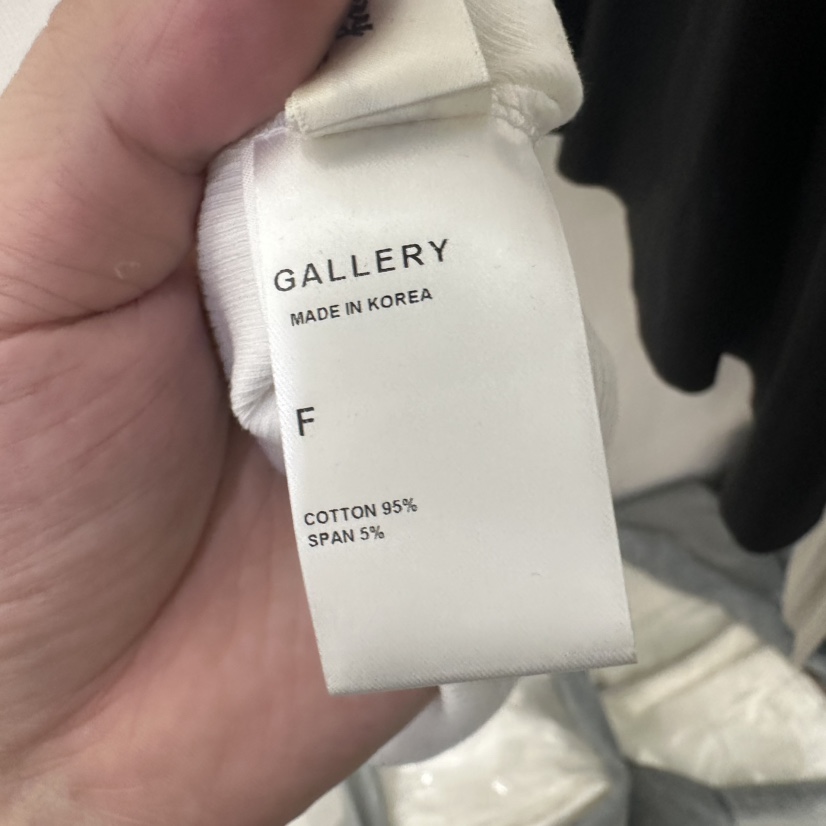 GALLERY
MADE IN KOREA
F
COTTON 95%
SPAN 5%